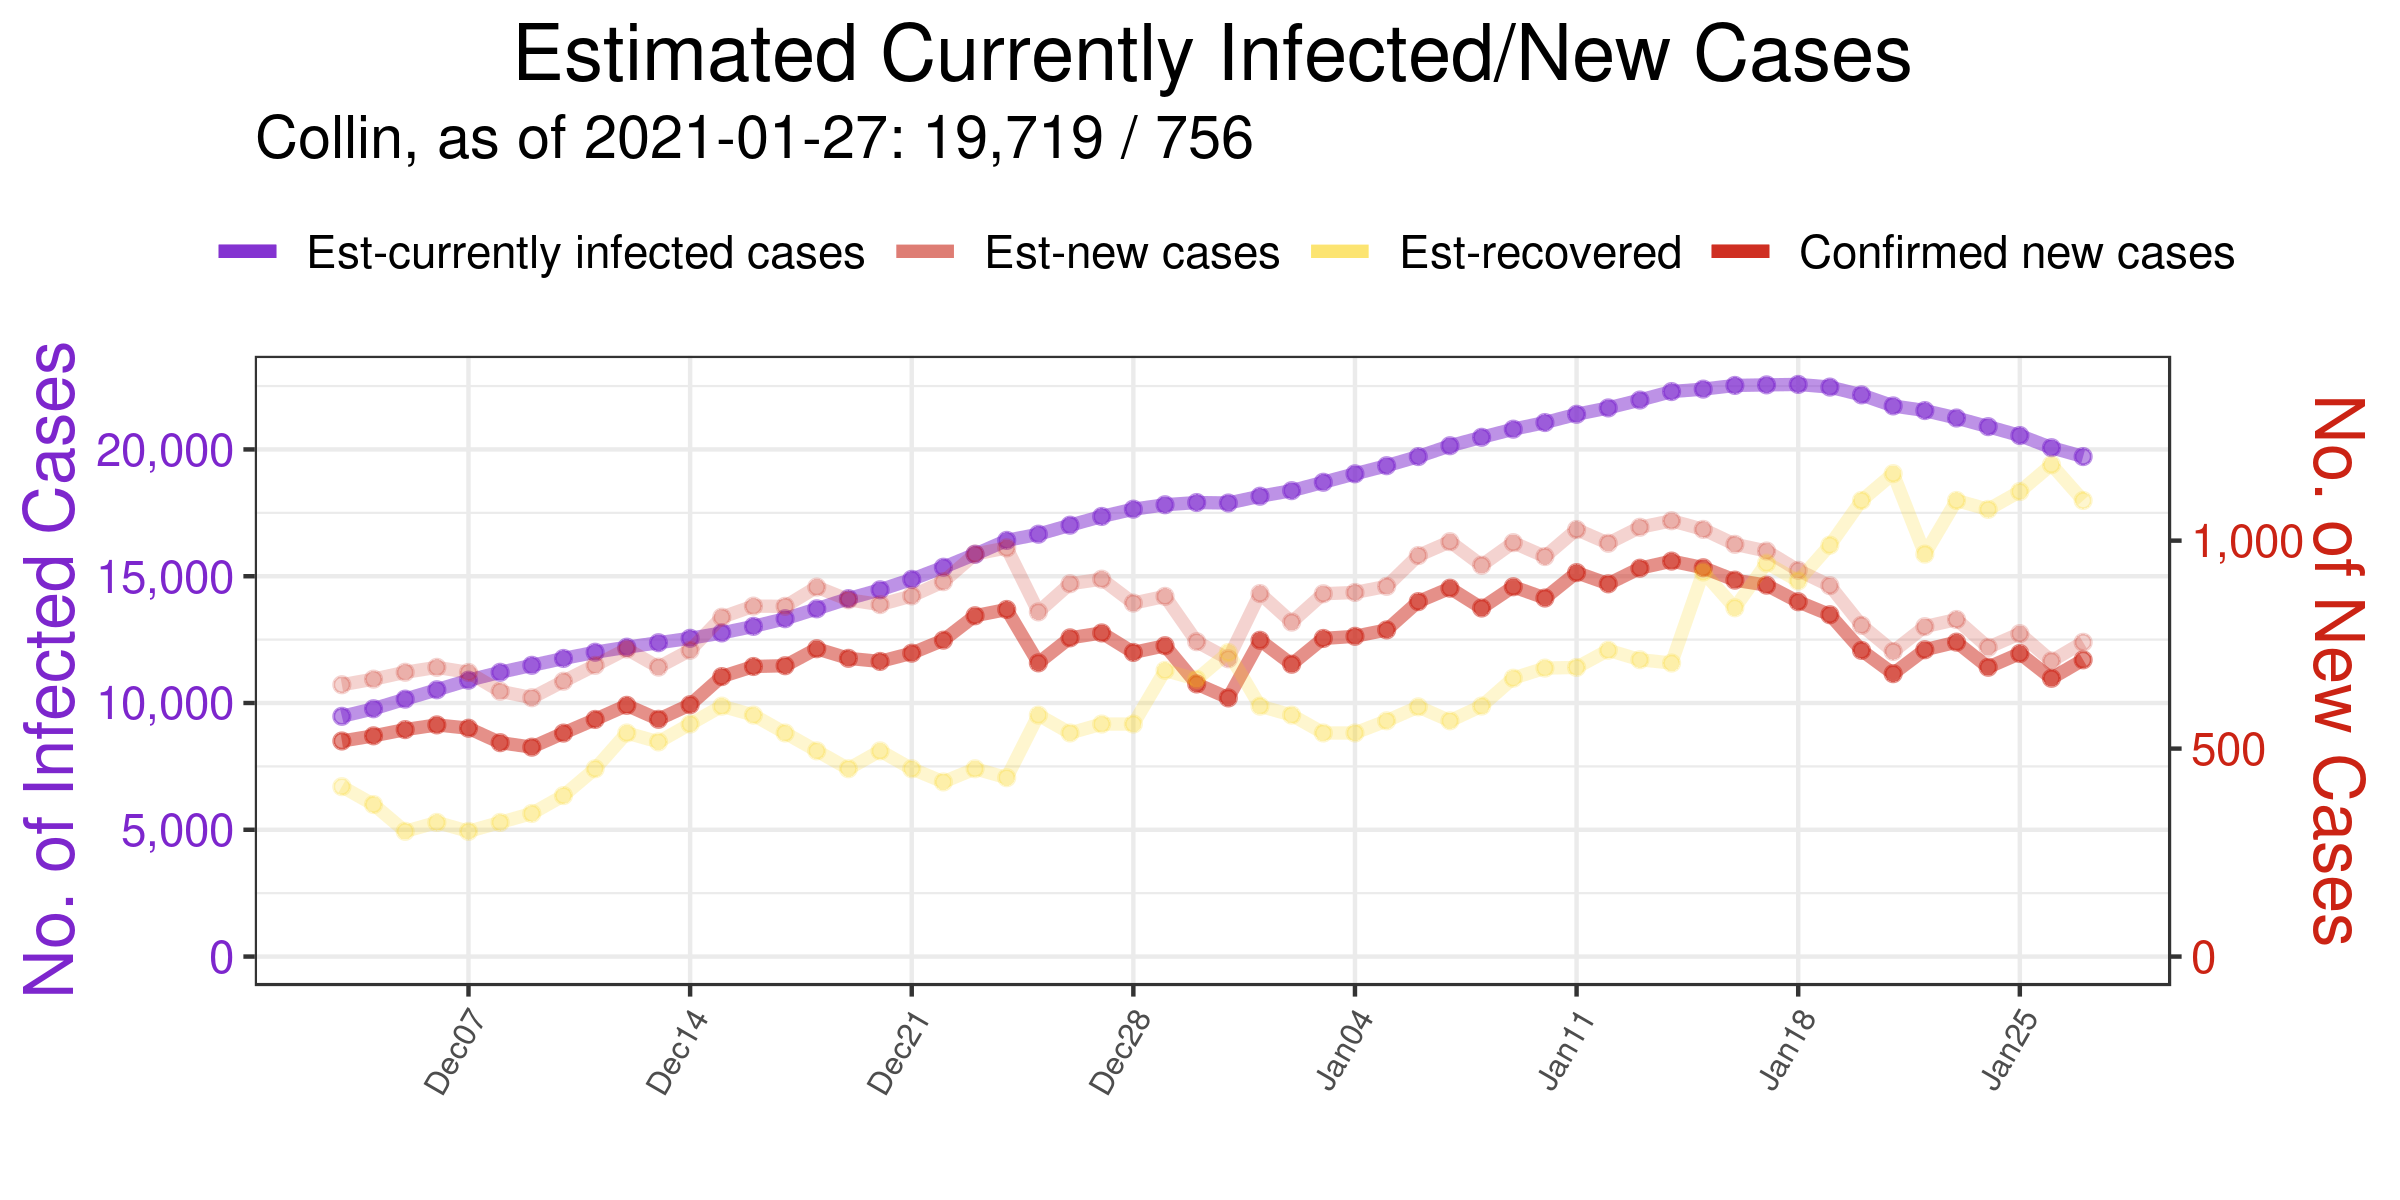 Estimated Currently Infected/New Cases
Collin, as of 2021-01-27: 19,719 / 756
Est-currently infected cases Est-new cases Est-recovered Confirmed new cases
No. of Infected Cases
20,000
15,000
10,000
5,000
0
1,000
500
0
No. of New Cases
Dec07 Dec14 Dec21 Dec28 Jan04 Jan11 Jan18 Jan25